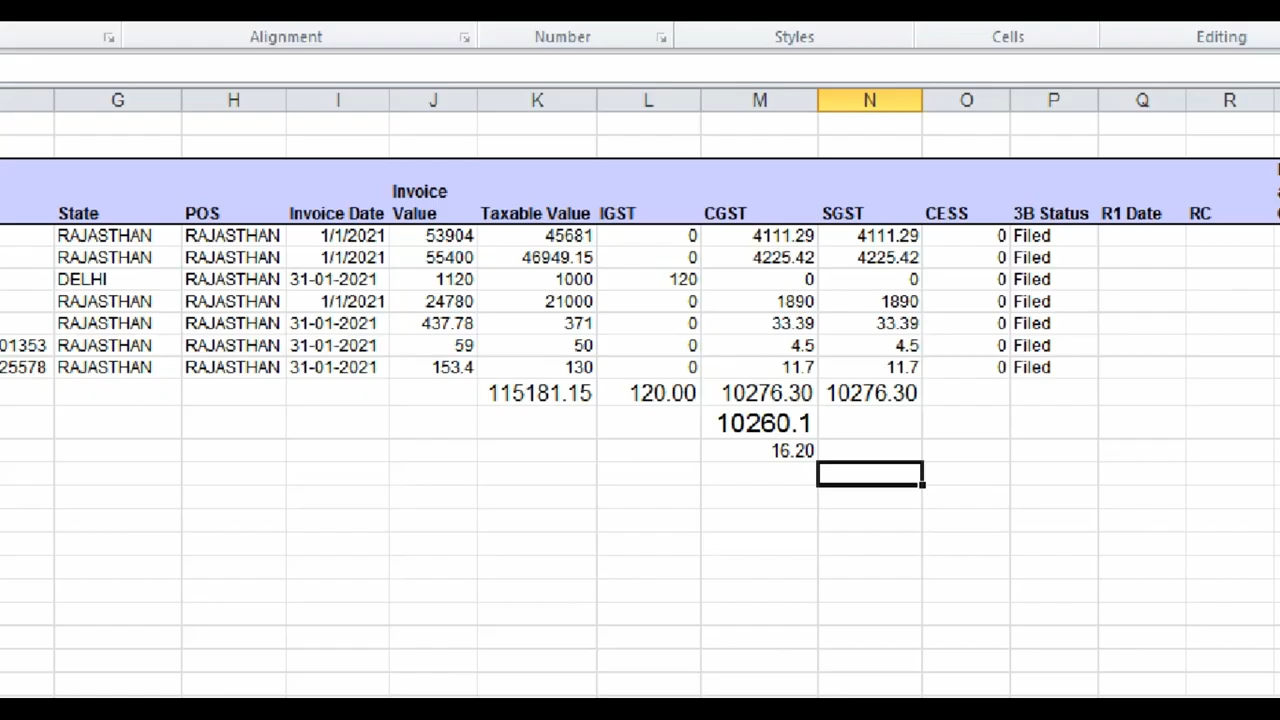 Alignment Number Styles Cells Editing
G H I J K L M N O P Q R
Invoice
State POS Invoice Date Value Taxable Value IGST CGST SGST CESS 3B Status R1 Date RC
RAJASTHAN RAJASTHAN 1/1/2021 53904 45681 0 4111.29 4111.29 0 Filed
RAJASTHAN RAJASTHAN 1/1/2021 55400 46949.15 0 4225.42 4225.42 0 Filed
DELHI RAJASTHAN 31-01-2021 1120 1000 120 0 0 0 Filed
RAJASTHAN RAJASTHAN 1/1/2021 24780 21000 0 1890 1890 0 Filed
RAJASTHAN RAJASTHAN 31-01-2021 437.78 371 0 33.39 33.39 0 Filed
01353 RAJASTHAN RAJASTHAN 31-01-2021 59 50 0 4.5 4.5 0 Filed
25578 RAJASTHAN RAJASTHAN 31-01-2021 153.4 130 0 11.7 11.7 0 Filed
115181.15 120.00 10276.30 10276.30
10260.1
16.20